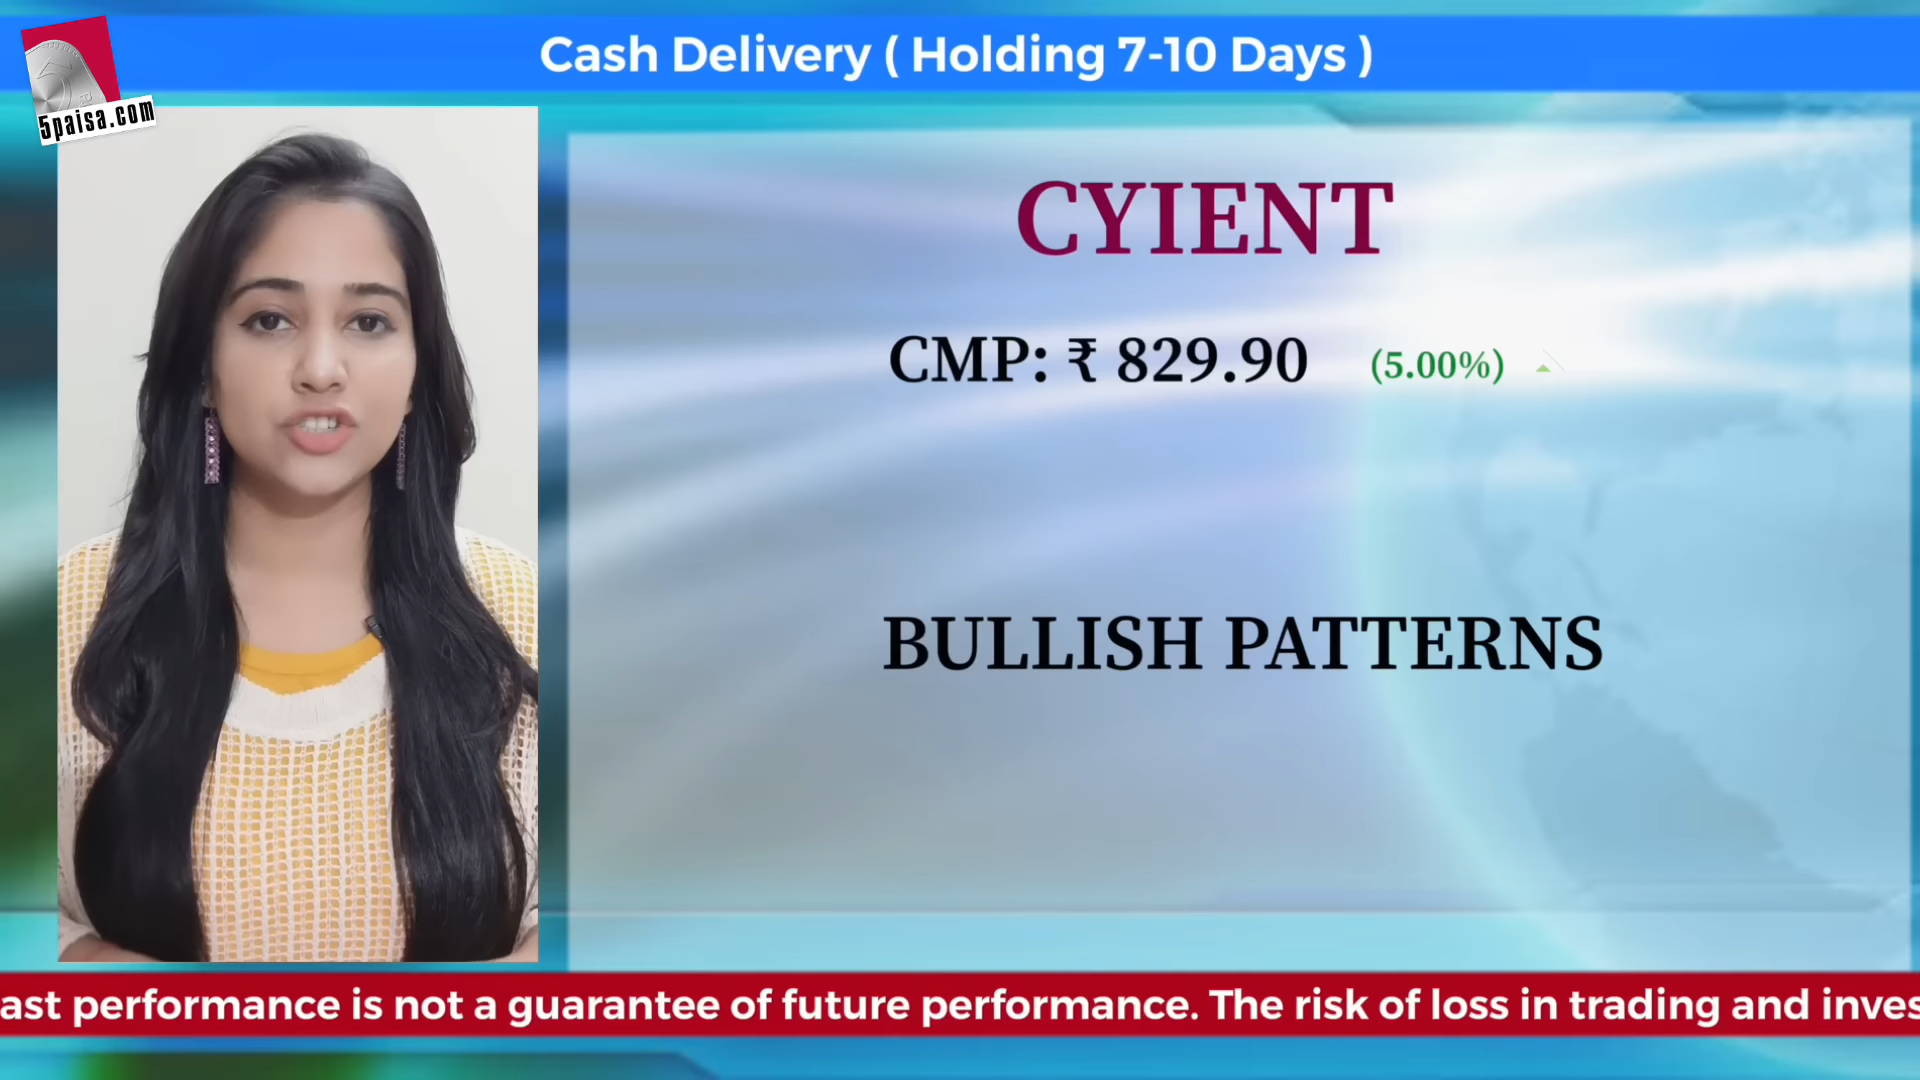 Cash Delivery ( Holding 7-10 Days )
5paisa.com
CYIENT
CMP: ₹ 829.90 (5.00%)
BULLISH PATTERNS
ast performance is not a guarantee of future performance. The risk of loss in trading and inves